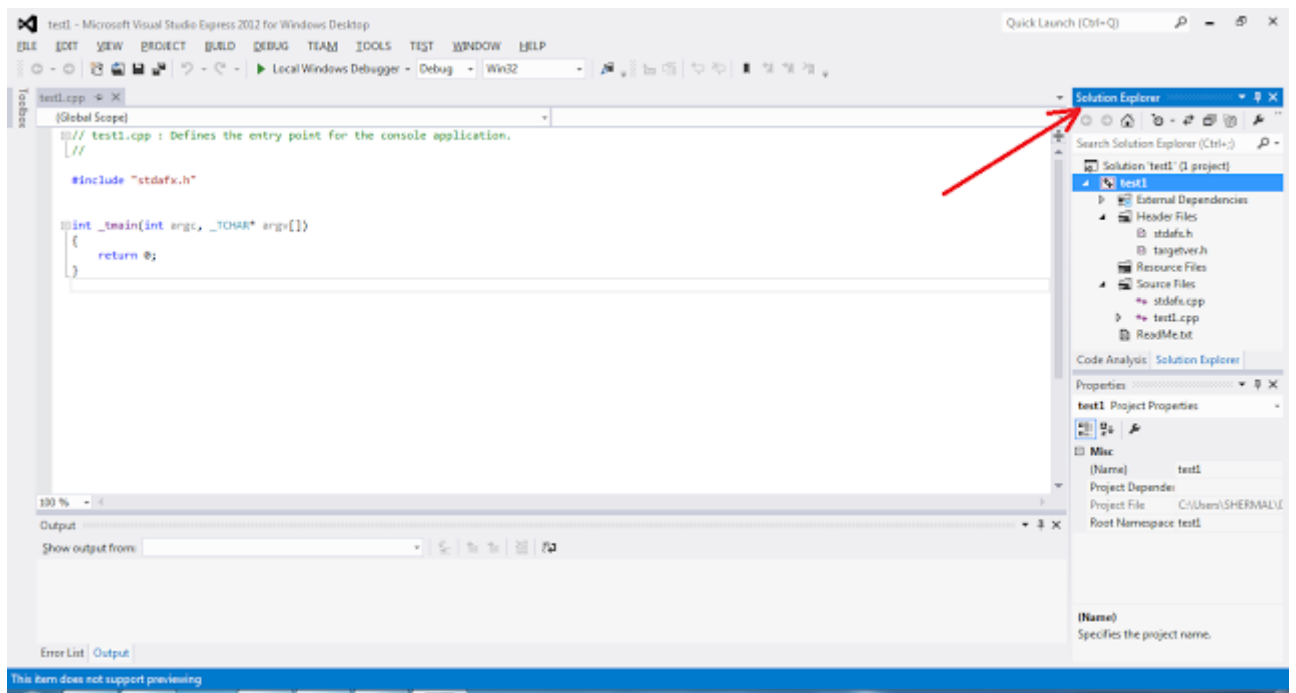 test1 - Microsoft Visual Studio Express 2012 for Windows Desktop
Quick Launch (Ctrl+Q)
FILE EDIT VIEW PROJECT BUILD DEBUG TEAM TOOLS TEST WINDOW HELP
Local Windows Debugger Debug Win32
Toolbox
test1.cpp
(Global Scope)
// test1.cpp : Defines the entry point for the console application.
//
#include "stdafx.h"
int _tmain(int argc, _TCHAR* argv[])
{
return 0;
}
100 %
Output
Show output from:
Error List Output
This item does not support previewing
Solution Explorer
Search Solution Explorer (Ctrl+;)
Solution 'test1' (1 project)
test1
External Dependencies
Header Files
stdafx.h
targetver.h
Resource Files
Source Files
stdafx.cpp
test1.cpp
ReadMe.txt
Code Analysis Solution Explorer
Properties
test1 Project Properties
Misc
(Name) test1
Project Depender
Project File C:\Users\SHERMAL\D
Root Namespace test1
(Name)
Specifies the project name.